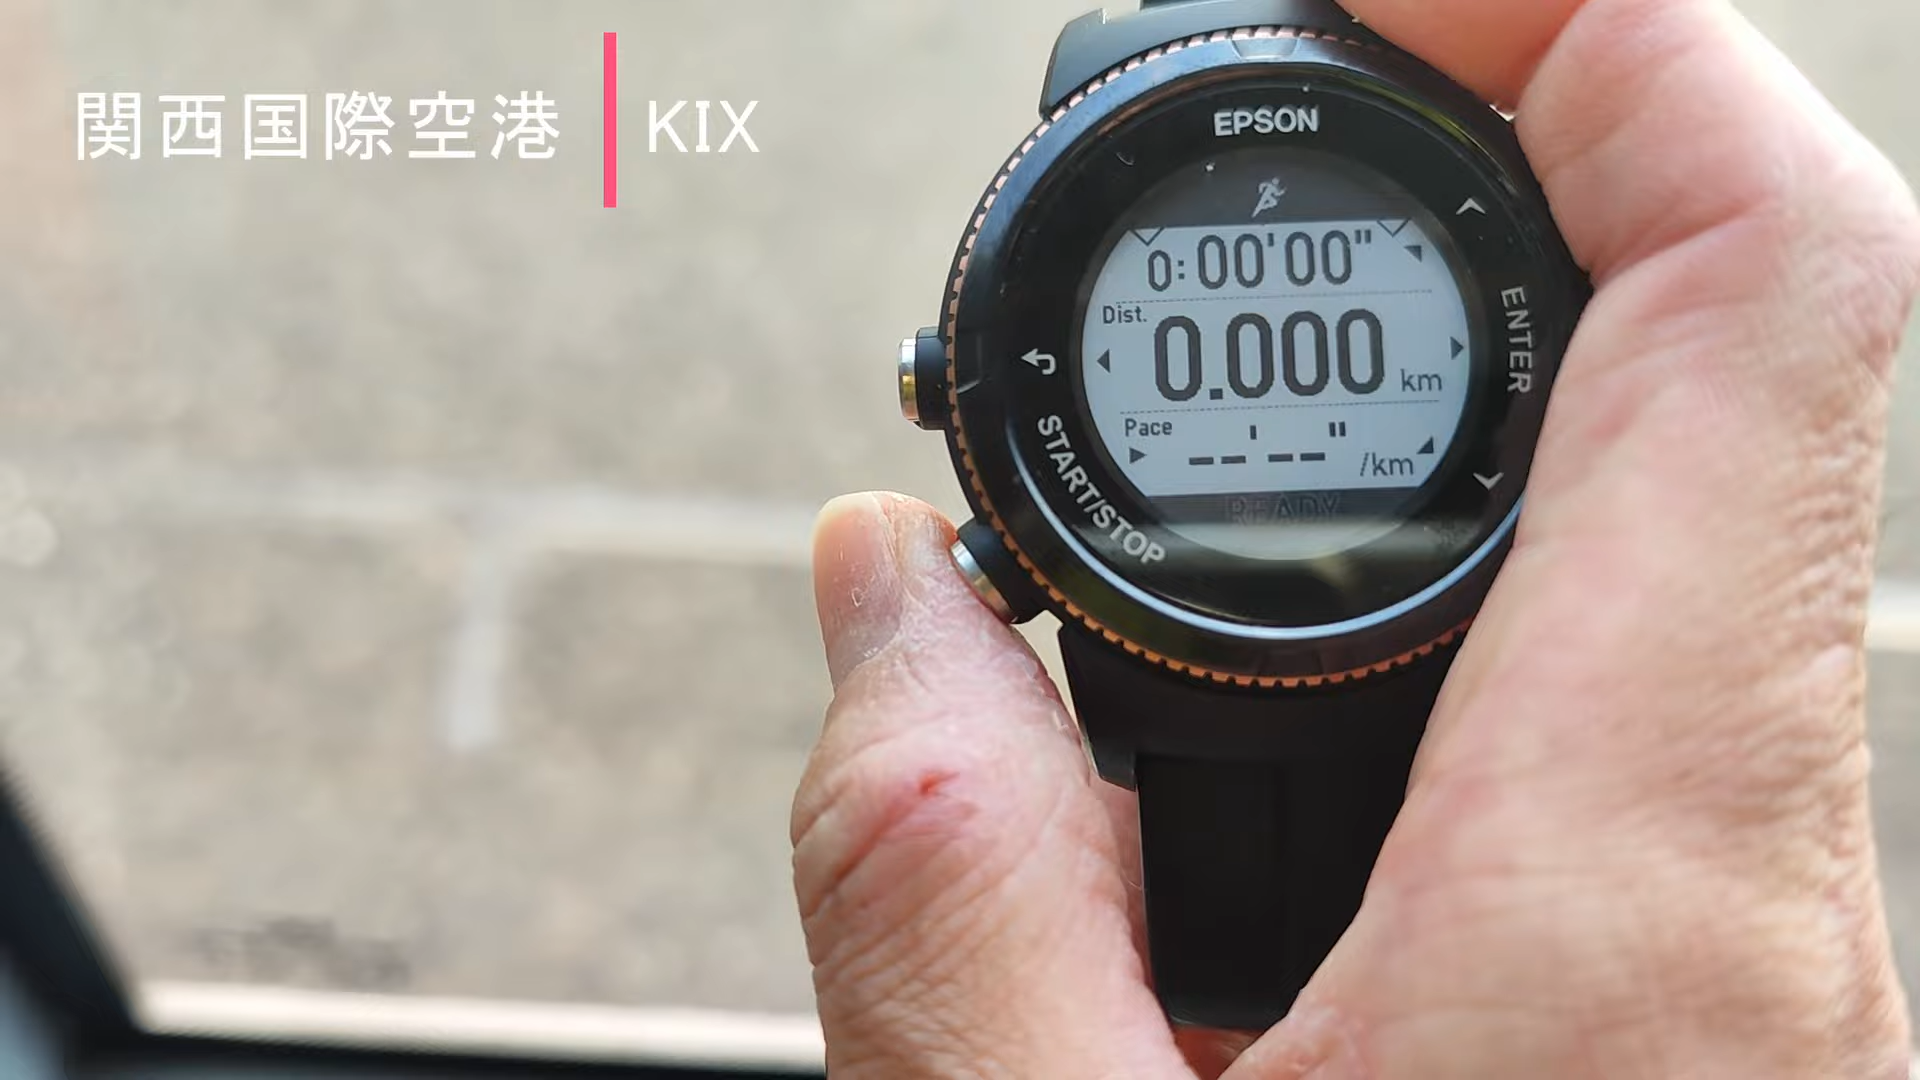 関西国際空港 | KIX
EPSON
0:00'00"
Dist.
0.000 km
Pace
--'--" /km
READY
ENTER
START/STOP